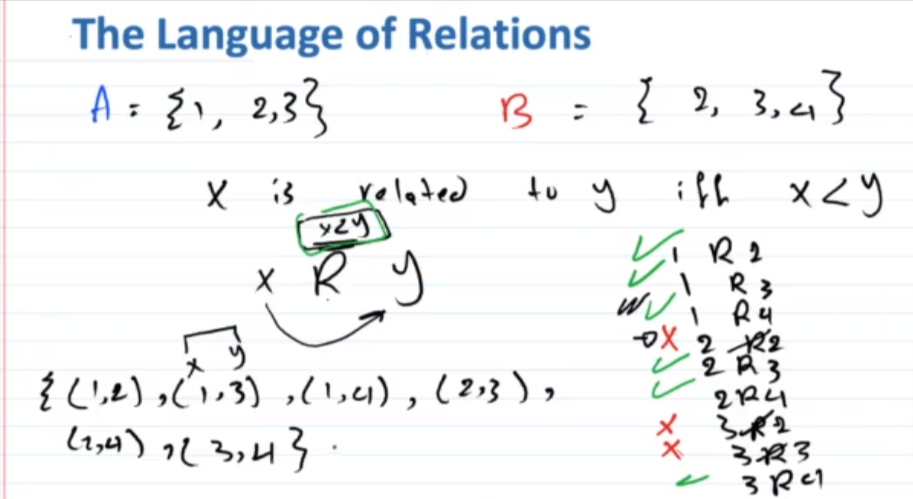 The Language of Relations
A = {1, 2,3} B = { 2, 3,4}
x is related to y iff x<y
x<y
x R y
x y
{(1,2),(1,3),(1,4),(2,3),
(2,4),(3,4}.
✓ 1 R 2
✓ 1 R 3
✓ 1 R 4
✗ 2 R̸ 2
✓ 2 R 3
✓ 2R4
✗ 3 R̸ 2
✗ 3 R̸ 3
✓ 3 R 4